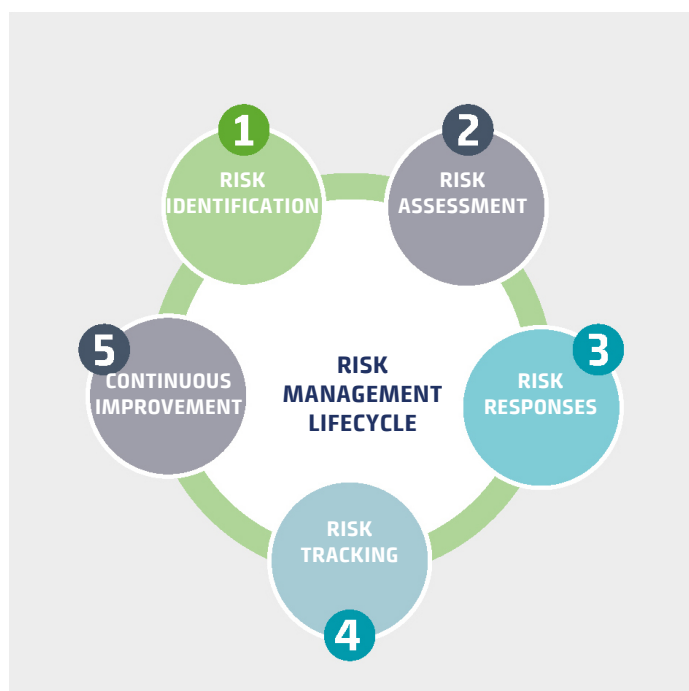 1
RISK
IDENTIFICATION
2
RISK
ASSESSMENT
3
RISK
RESPONSES
4
RISK
TRACKING
5
CONTINUOUS
IMPROVEMENT
RISK
MANAGEMENT
LIFECYCLE